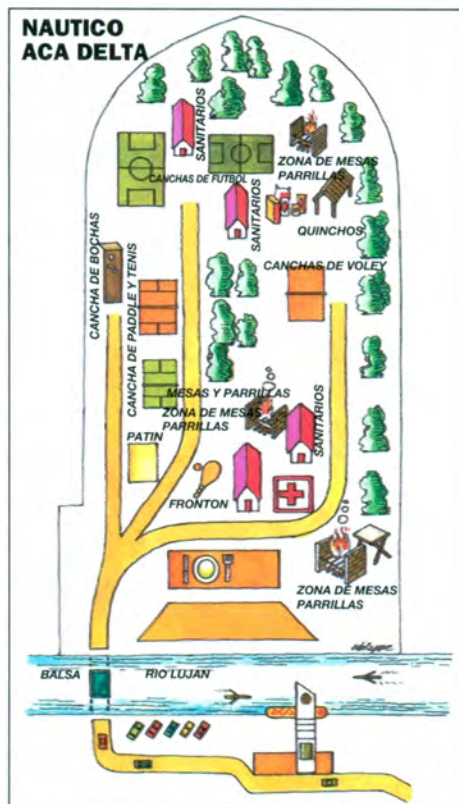 NAUTICO
ACA DELTA
SANITARIOS
ZONA DE MESAS
PARRILLAS
CANCHAS DE FUTBOL
SANITARIOS
QUINCHOS
CANCHA DE BOCHAS
CANCHA DE PADDLE Y TENIS
CANCHAS DE VOLEY
MESAS Y PARRILLAS
ZONA DE MESAS
PARRILLAS
SANITARIOS
PATIN
FRONTON
ZONA DE MESAS
PARRILLAS
BALSA
RIO LUJAN